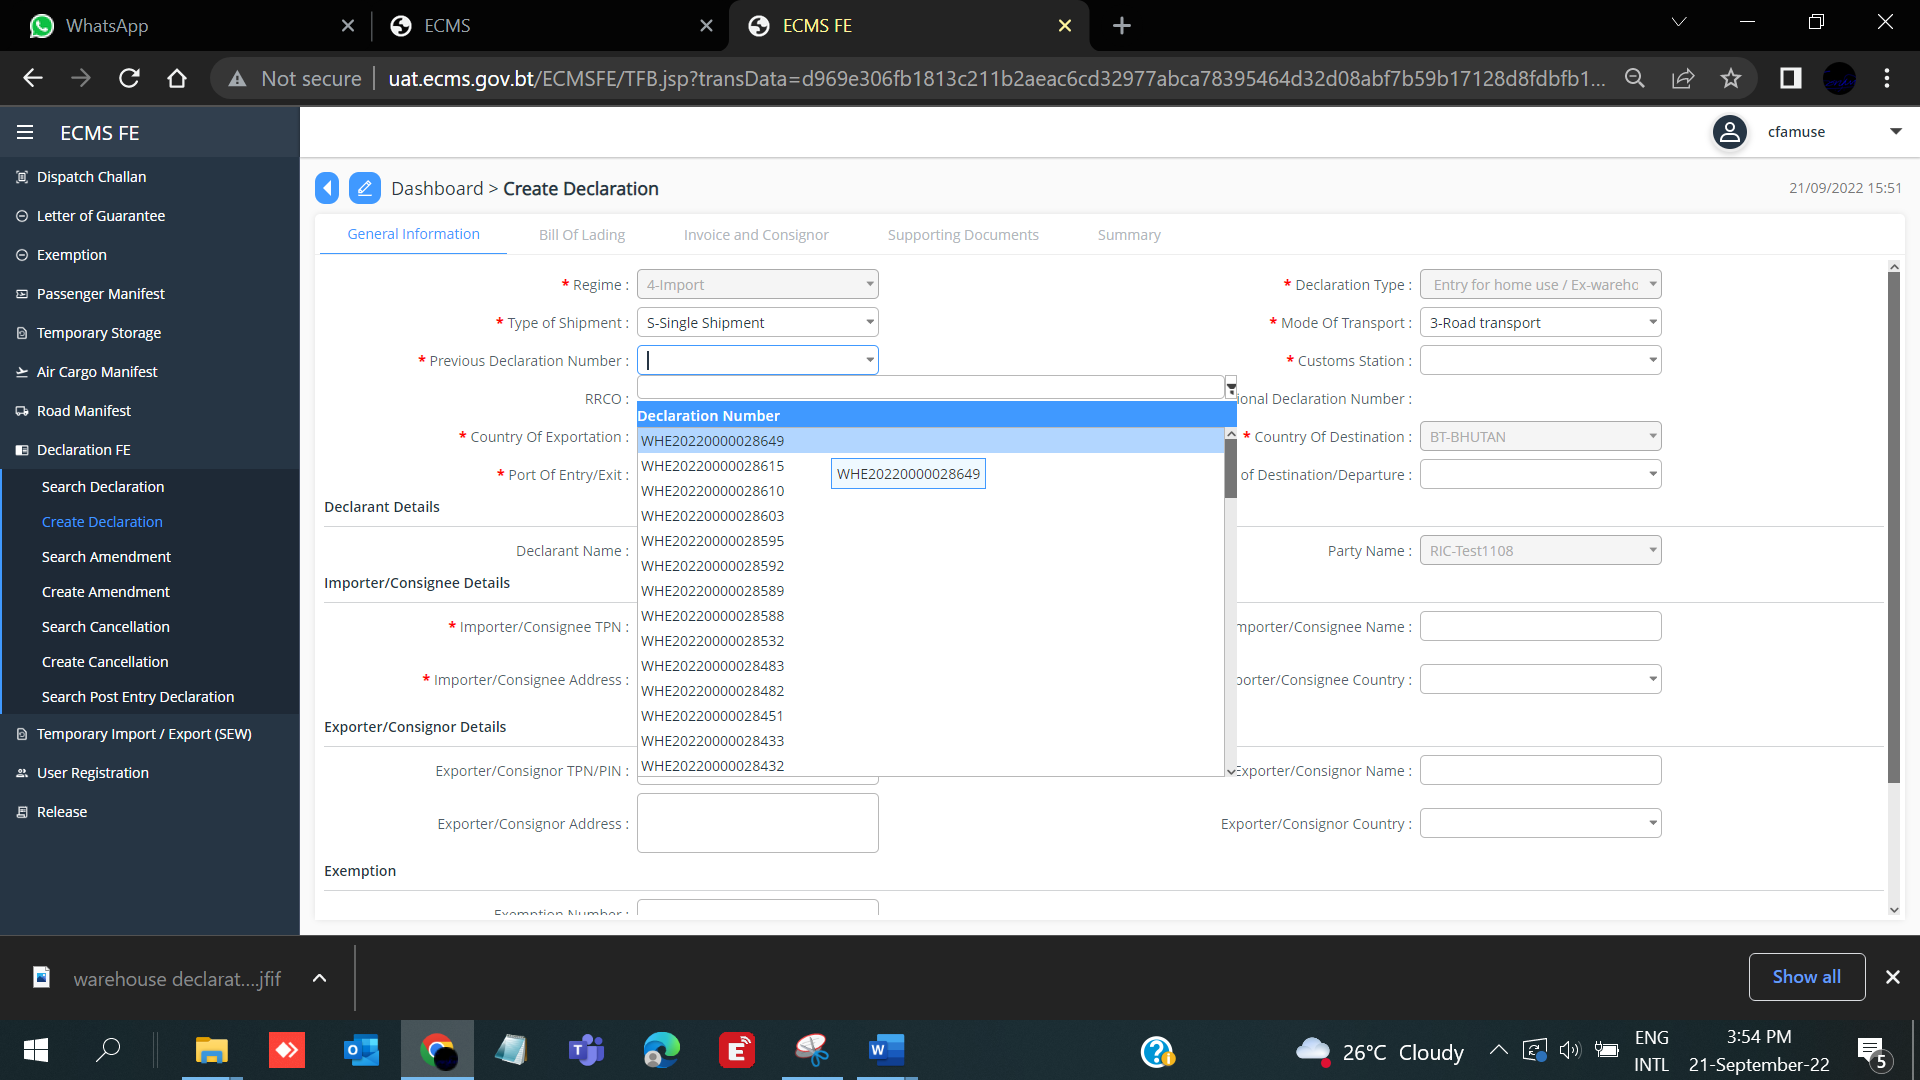 WhatsApp
ECMS
ECMS FE
Not secure
uat.ecms.gov.bt/ECMSFE/TFB.jsp?transData=d969e306fb1813c211b2aeac6cd32977abca78395464d32d08abf7b59b17128d8fdbfb1...
ECMS FE
cfamuse
Dispatch Challan
Letter of Guarantee
Exemption
Passenger Manifest
Temporary Storage
Air Cargo Manifest
Road Manifest
Declaration FE
Search Declaration
Create Declaration
Search Amendment
Create Amendment
Search Cancellation
Create Cancellation
Search Post Entry Declaration
Temporary Import / Export (SEW)
User Registration
Release
Dashboard > Create Declaration
21/09/2022 15:51
General Information
Bill Of Lading
Invoice and Consignor
Supporting Documents
Summary
* Regime : 4-Import
* Declaration Type : Entry for home use / Ex-wareho
* Type of Shipment : S-Single Shipment
* Mode Of Transport : 3-Road transport
* Previous Declaration Number :
* Customs Station :
RRCO :
ional Declaration Number :
Declaration Number
* Country Of Exportation :
* Country Of Destination : BT-BHUTAN
* Port Of Entry/Exit :
of Destination/Departure :
WHE20220000028649
WHE20220000028615
WHE20220000028610
WHE20220000028603
WHE20220000028595
WHE20220000028592
WHE20220000028589
WHE20220000028588
WHE20220000028532
WHE20220000028483
WHE20220000028482
WHE20220000028451
WHE20220000028433
WHE20220000028432
WHE20220000028649
Declarant Details
Declarant Name :
Party Name : RIC-Test1108
Importer/Consignee Details
* Importer/Consignee TPN :
mporter/Consignee Name :
* Importer/Consignee Address :
porter/Consignee Country :
Exporter/Consignor Details
Exporter/Consignor TPN/PIN :
Exporter/Consignor Name :
Exporter/Consignor Address :
Exporter/Consignor Country :
Exemption
Exemption Number :
warehouse declarat....jfif
Show all
26°C Cloudy
ENG
INTL
3:54 PM
21-September-22
5